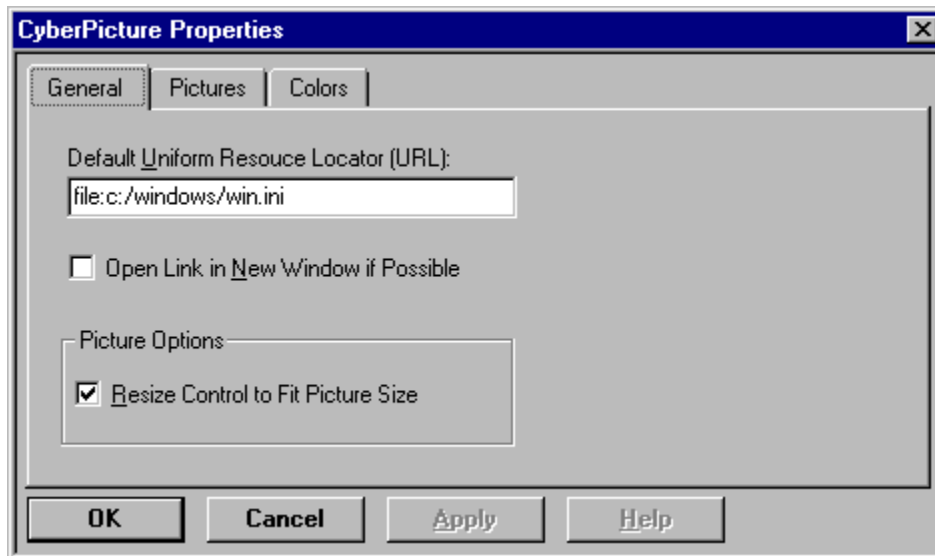 CyberPicture Properties
General Pictures Colors
Default Uniform Resouce Locator (URL):
file:c:/windows/win.ini
Open Link in New Window if Possible
Picture Options
Resize Control to Fit Picture Size
OK Cancel Apply Help